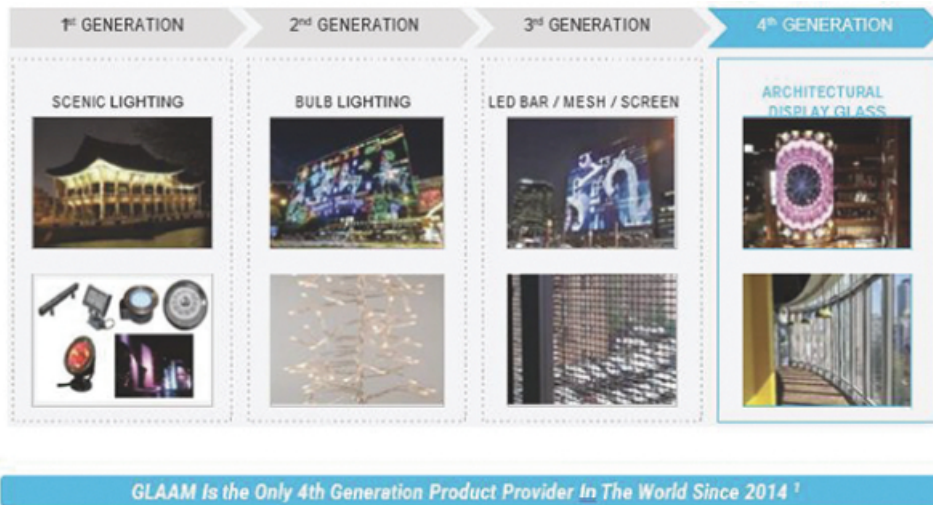 1st GENERATION
2nd GENERATION
3rd GENERATION
4th GENERATION
SCENIC LIGHTING
BULB LIGHTING
LED BAR / MESH / SCREEN
ARCHITECTURAL
DISPLAY GLASS
GLAAM Is the Only 4th Generation Product Provider In The World Since 2014 1